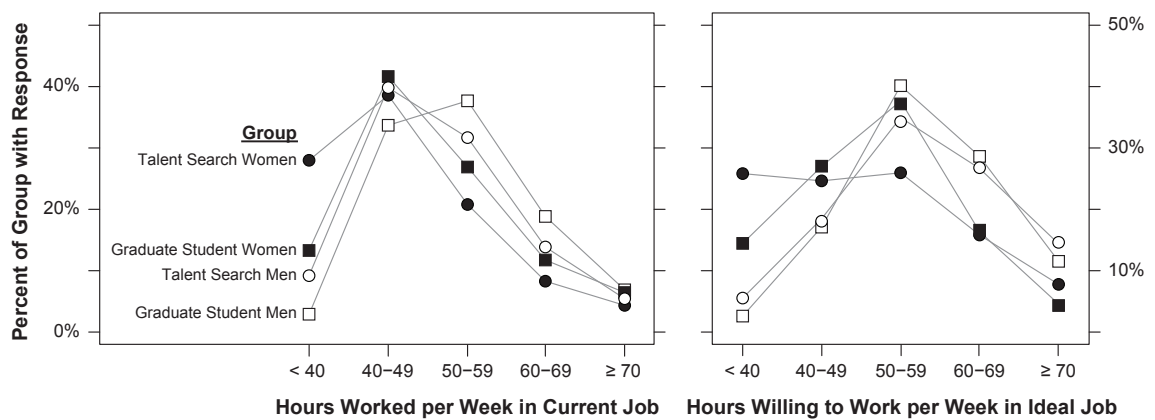 Percent of Group with Response
40%
20%
0%
Group
Talent Search Women
Graduate Student Women
Talent Search Men
Graduate Student Men
< 40
40−49
50−59
60−69
≥ 70
Hours Worked per Week in Current Job
50%
30%
10%
< 40
40−49
50−59
60−69
≥ 70
Hours Willing to Work per Week in Ideal Job